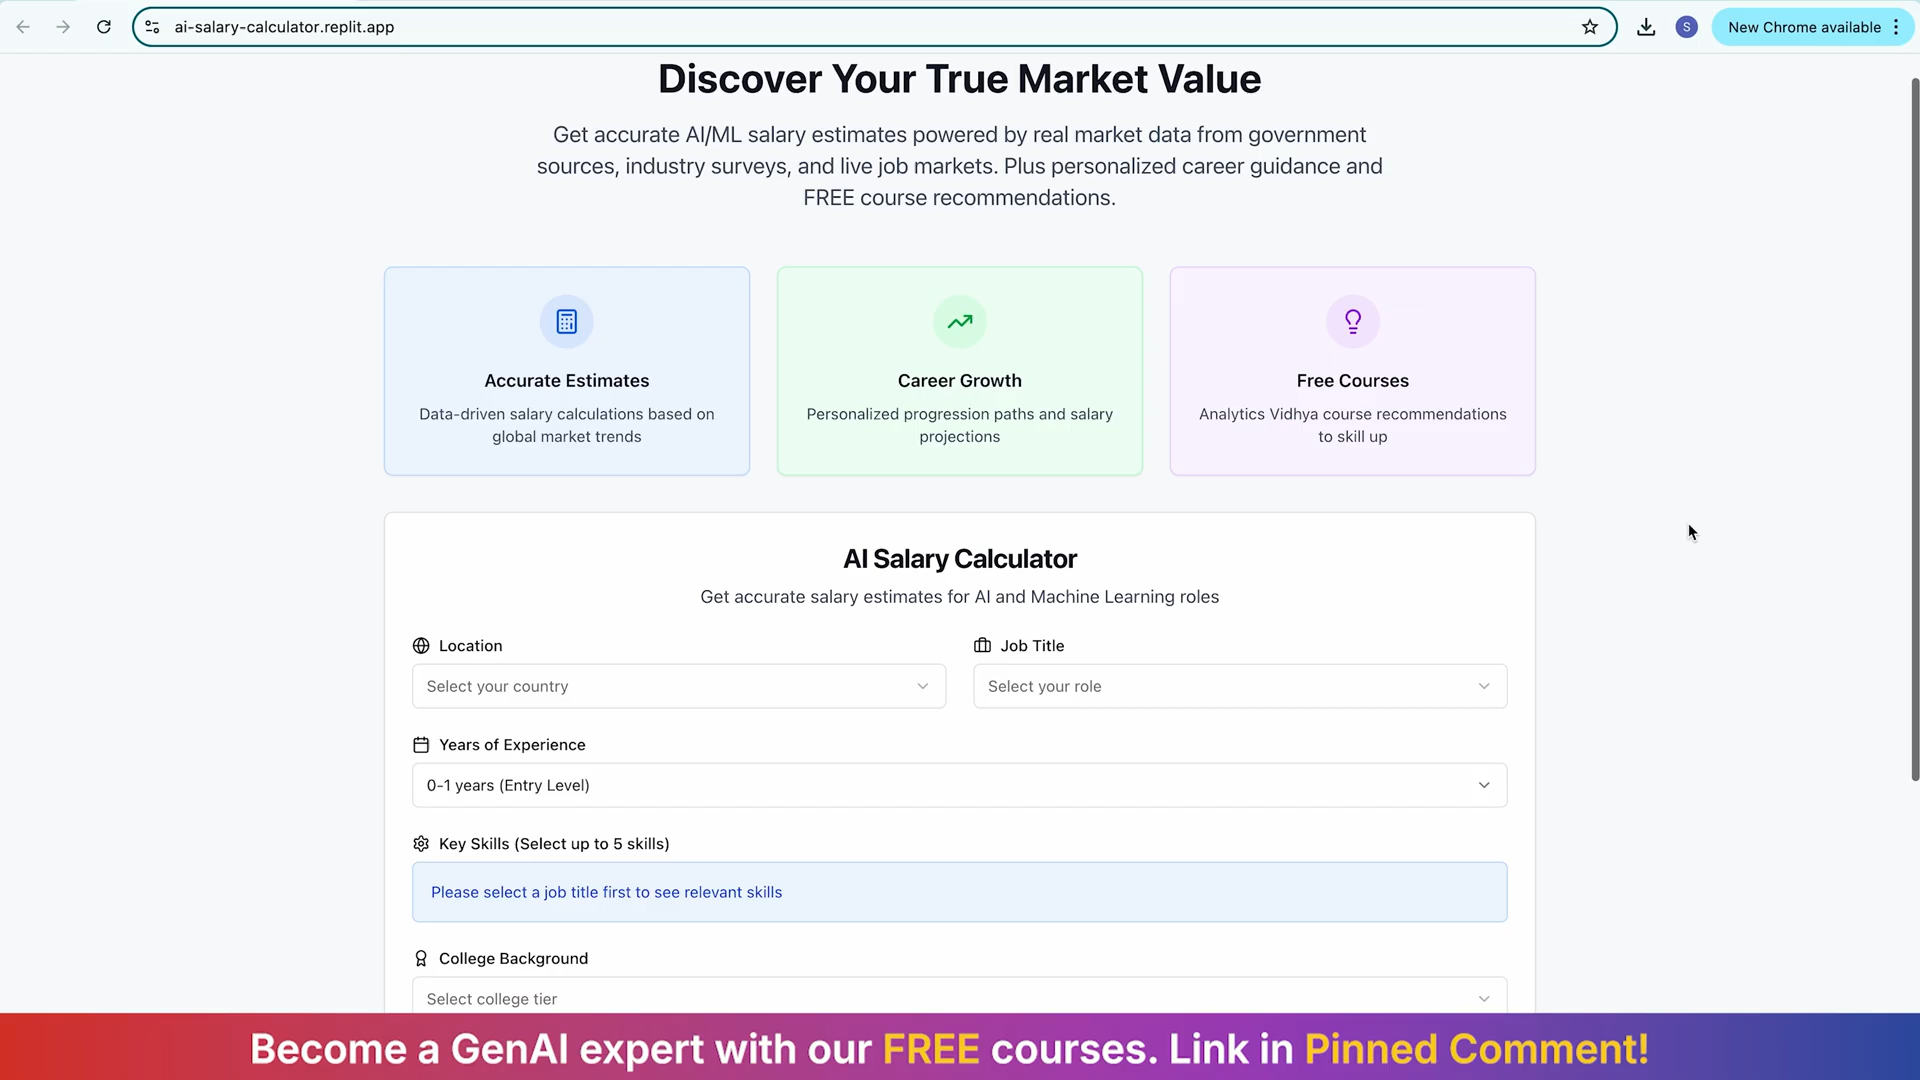 ai-salary-calculator.replit.app
S
New Chrome available
Discover Your True Market Value
Get accurate AI/ML salary estimates powered by real market data from government
sources, industry surveys, and live job markets. Plus personalized career guidance and
FREE course recommendations.
Accurate Estimates
Data-driven salary calculations based on
global market trends
Career Growth
Personalized progression paths and salary
projections
Free Courses
Analytics Vidhya course recommendations
to skill up
AI Salary Calculator
Get accurate salary estimates for AI and Machine Learning roles
Location
Select your country
Job Title
Select your role
Years of Experience
0-1 years (Entry Level)
Key Skills (Select up to 5 skills)
Please select a job title first to see relevant skills
College Background
Select college tier
Become a GenAI expert with our FREE courses. Link in Pinned Comment!